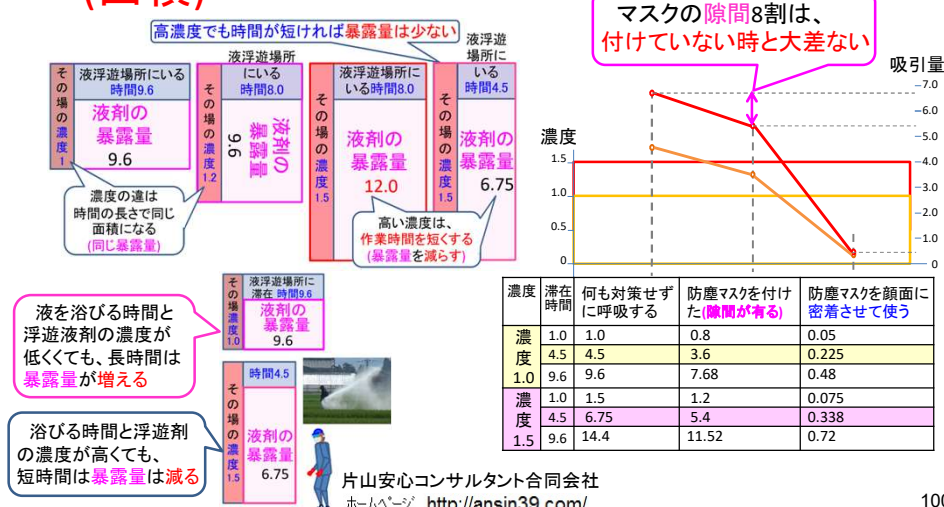 (面積)
高濃度でも時間が短ければ暴露量は少ない
その場の濃度1
液浮遊場所にいる
時間9.6
液剤の
暴露量
9.6
濃度の違は
時間の長さで同じ
面積になる
(同じ暴露量)
液浮遊場所
にいる
時間8.0
その場の濃度1.2
液剤の
暴露量
9.6
液浮遊場所に
いる時間8.0
その場の濃度1.5
液剤の
暴露量
12.0
液浮遊
場所に
いる
時間4.5
その場の濃度1.5
液剤の
暴露量
6.75
高い濃度は、
作業時間を短くする
(暴露量を減らす)
マスクの隙間8割は、
付けていない時と大差ない
吸引量
濃度
1.5
1.0
0.5
0
7.0
6.0
5.0
4.0
3.0
2.0
1.0
0
液を浴びる時間と
浮遊液剤の濃度が
低くくても、長時間は
暴露量が増える
その場濃度1.0
液浮遊場所に
滞在 時間9.6
液剤の
暴露量
9.6
浴びる時間と浮遊剤
の濃度が高くても、
短時間は暴露量は減る
時間4.5
その場の濃度1.5
液剤の
暴露量
6.75
濃度 滞在時間 何も対策せずに呼吸する 防塵マスクを付けた(隙間が有る) 防塵マスクを顔面に密着させて使う
濃度1.0 1.0 1.0 0.8 0.05
4.5 4.5 3.6 0.225
9.6 9.6 7.68 0.48
濃度1.5 1.0 1.5 1.2 0.075
4.5 6.75 5.4 0.338
9.6 14.4 11.52 0.72
片山安心コンサルタント合同会社
ホームページ http://ansin39.com/
100